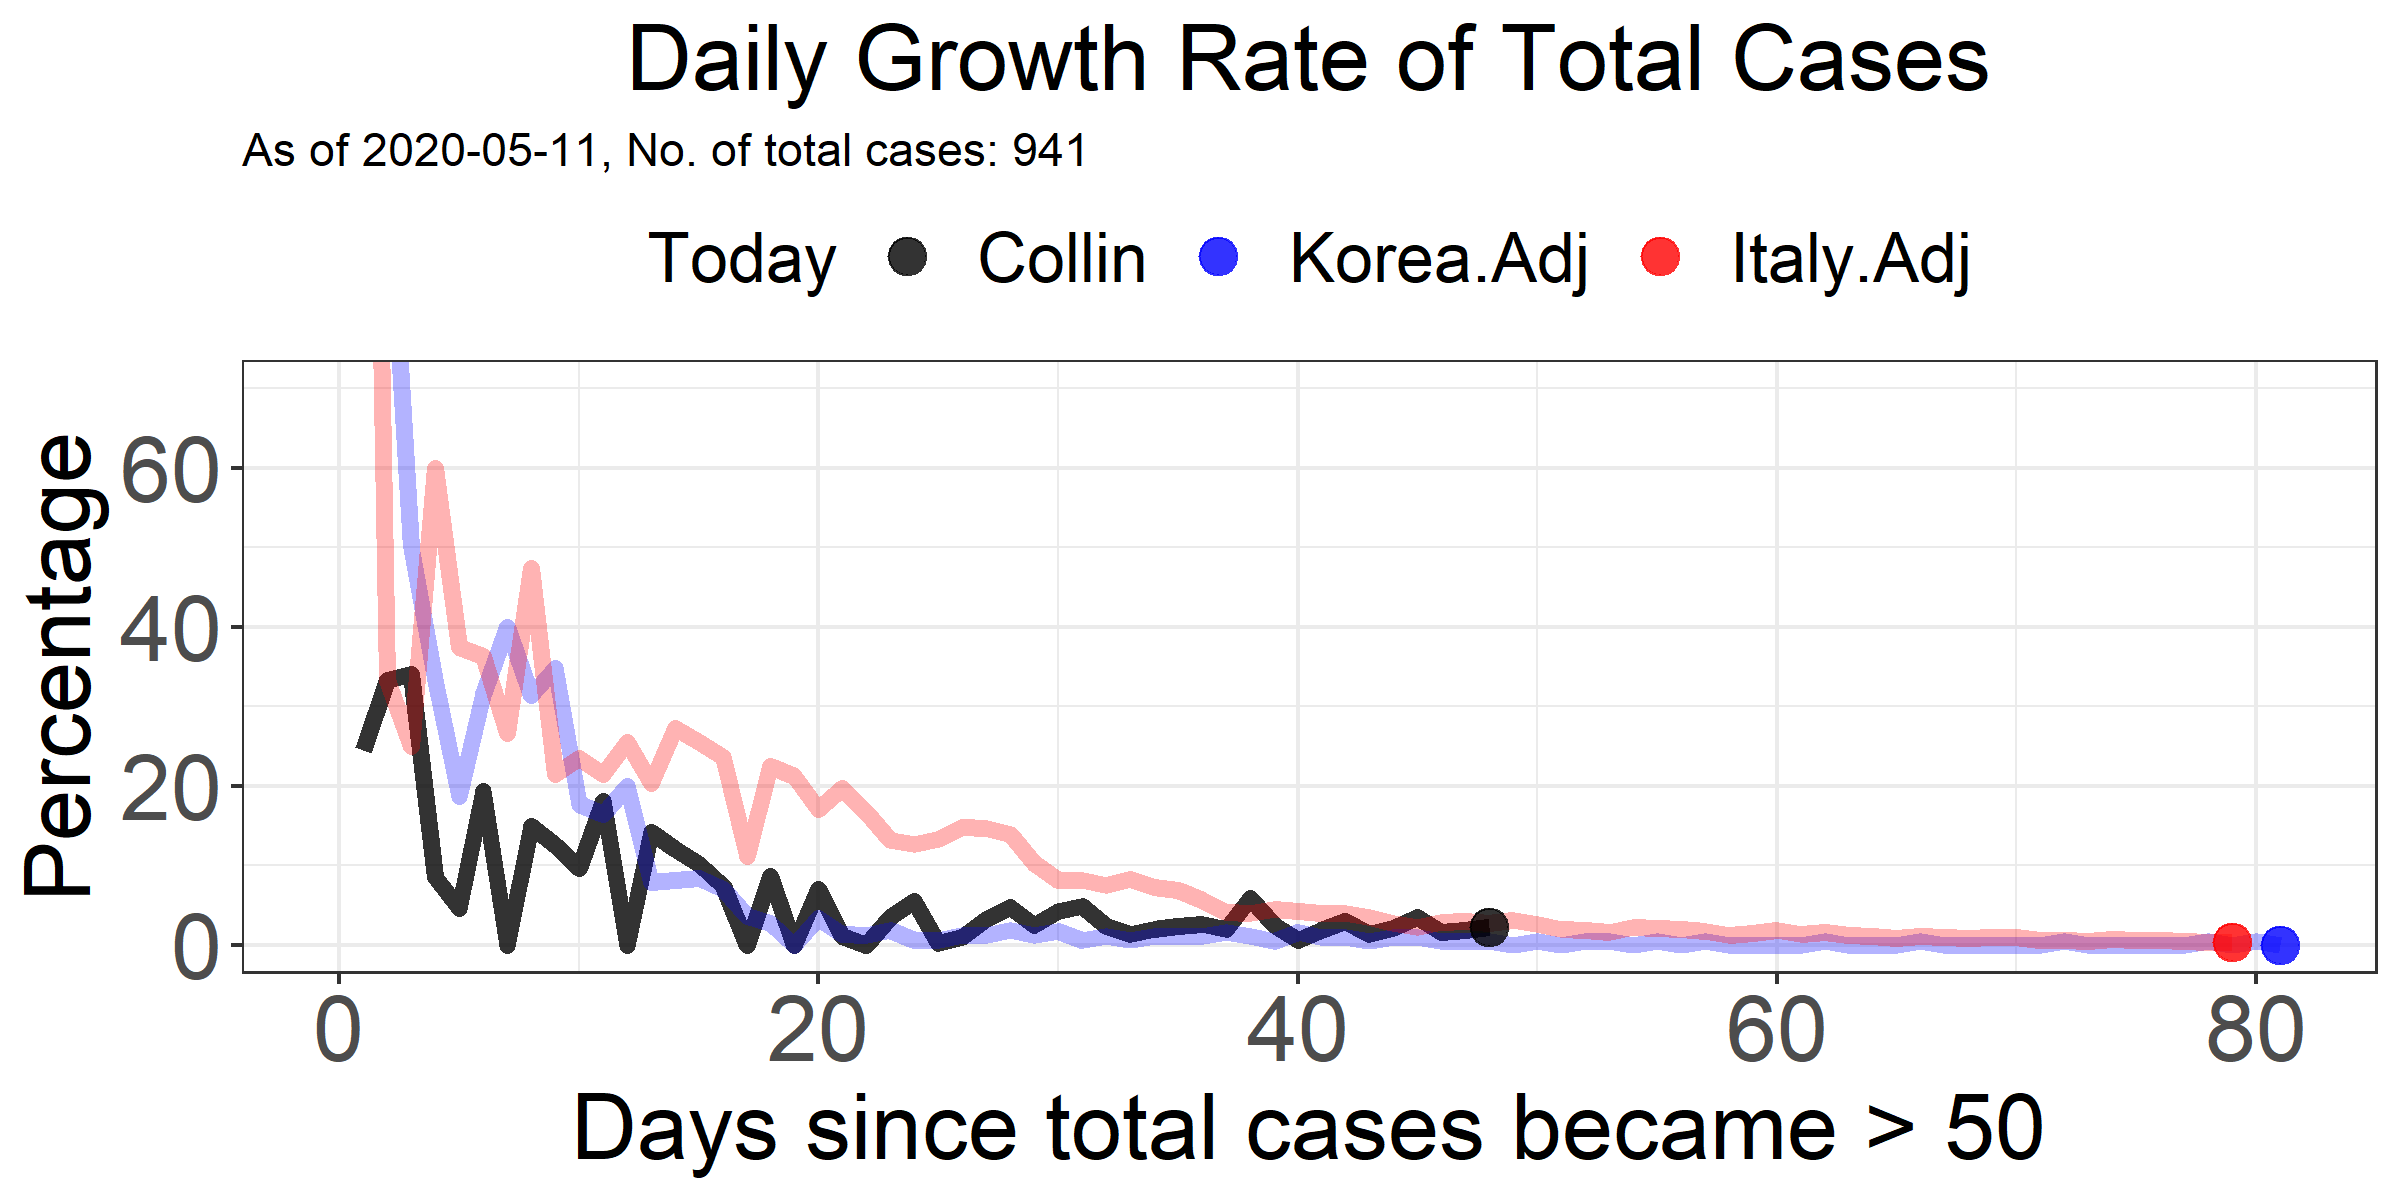 Daily Growth Rate of Total Cases
As of 2020-05-11, No. of total cases: 941
Today Collin Korea.Adj Italy.Adj
Percentage
60
40
20
0
0 20 40 60 80
Days since total cases became > 50